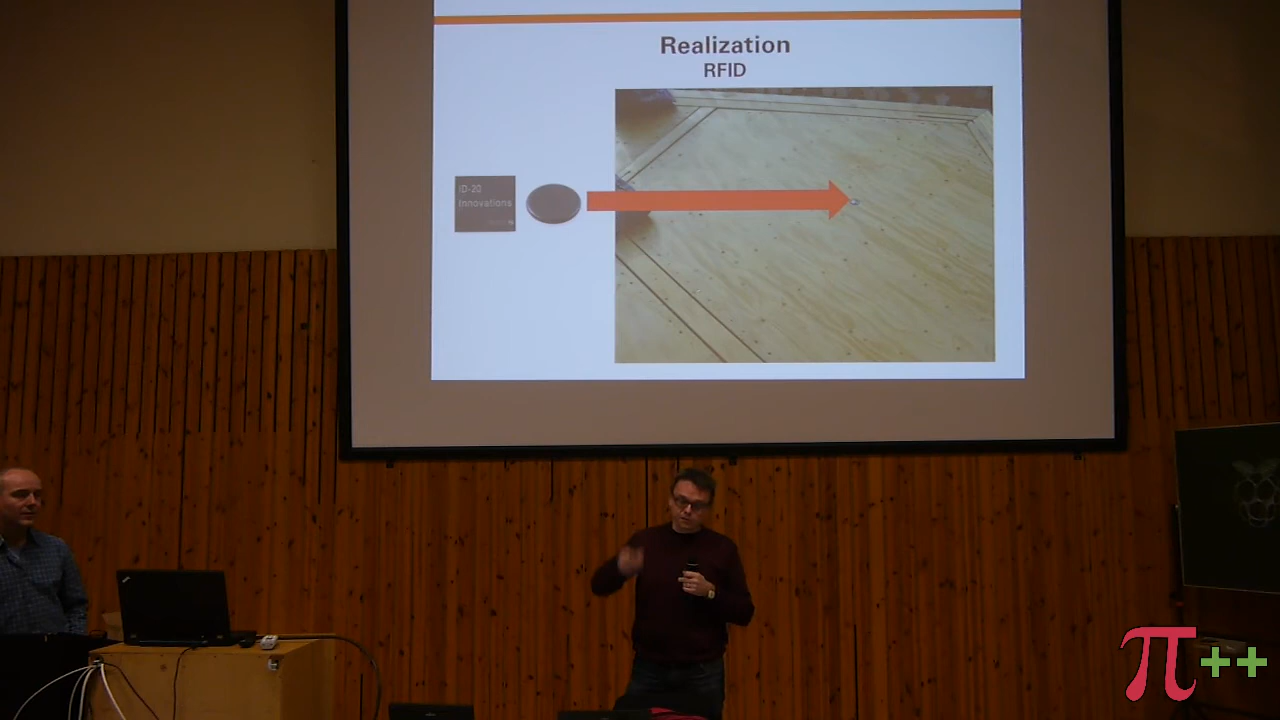 Realization
RFID
ID-20
Innovations
π++